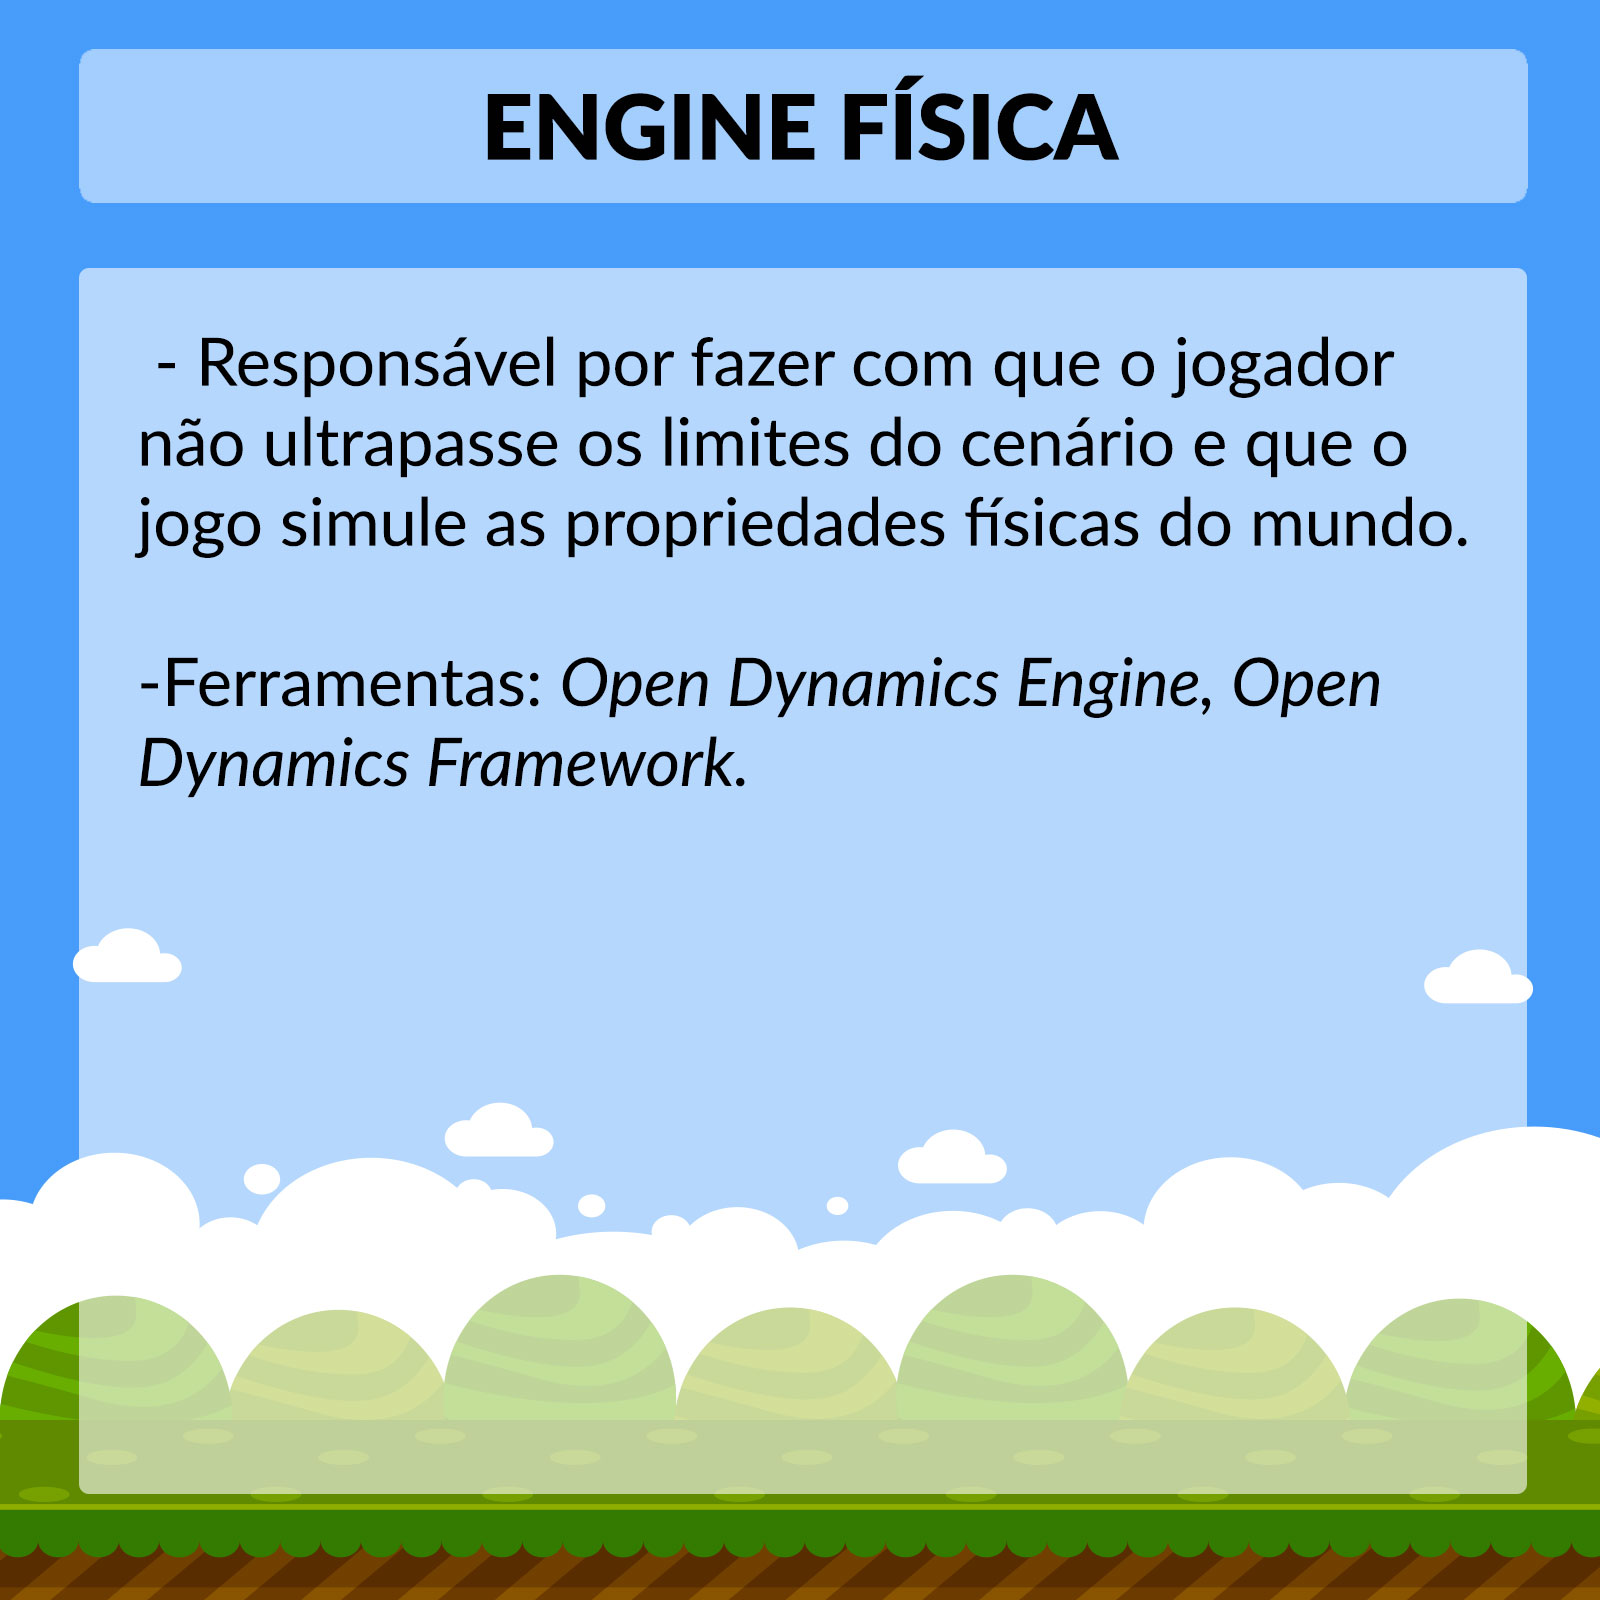 ENGINE FÍSICA
- Responsável por fazer com que o jogador
não ultrapasse os limites do cenário e que o
jogo simule as propriedades físicas do mundo.
-Ferramentas: Open Dynamics Engine, Open
Dynamics Framework.